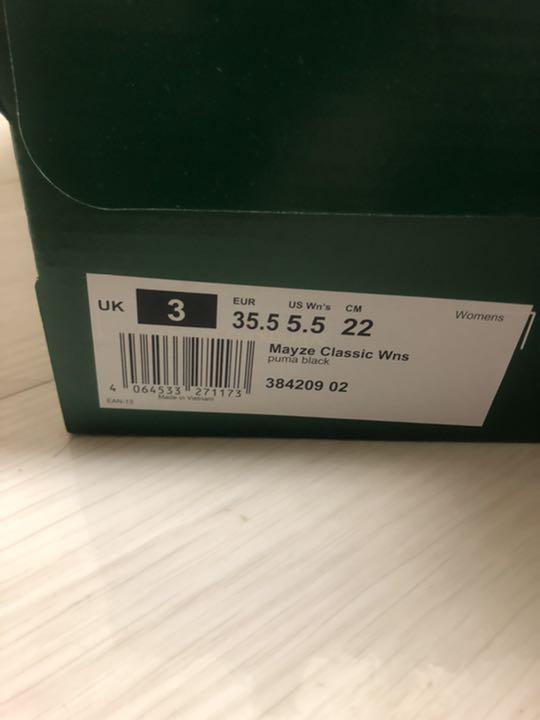 UK 3 EUR 35.5 US Wn's 5.5 CM 22 Womens
Mayze Classic Wns
puma black
384209 02
4 064533 271173
EAN-13 Made in Vietnam